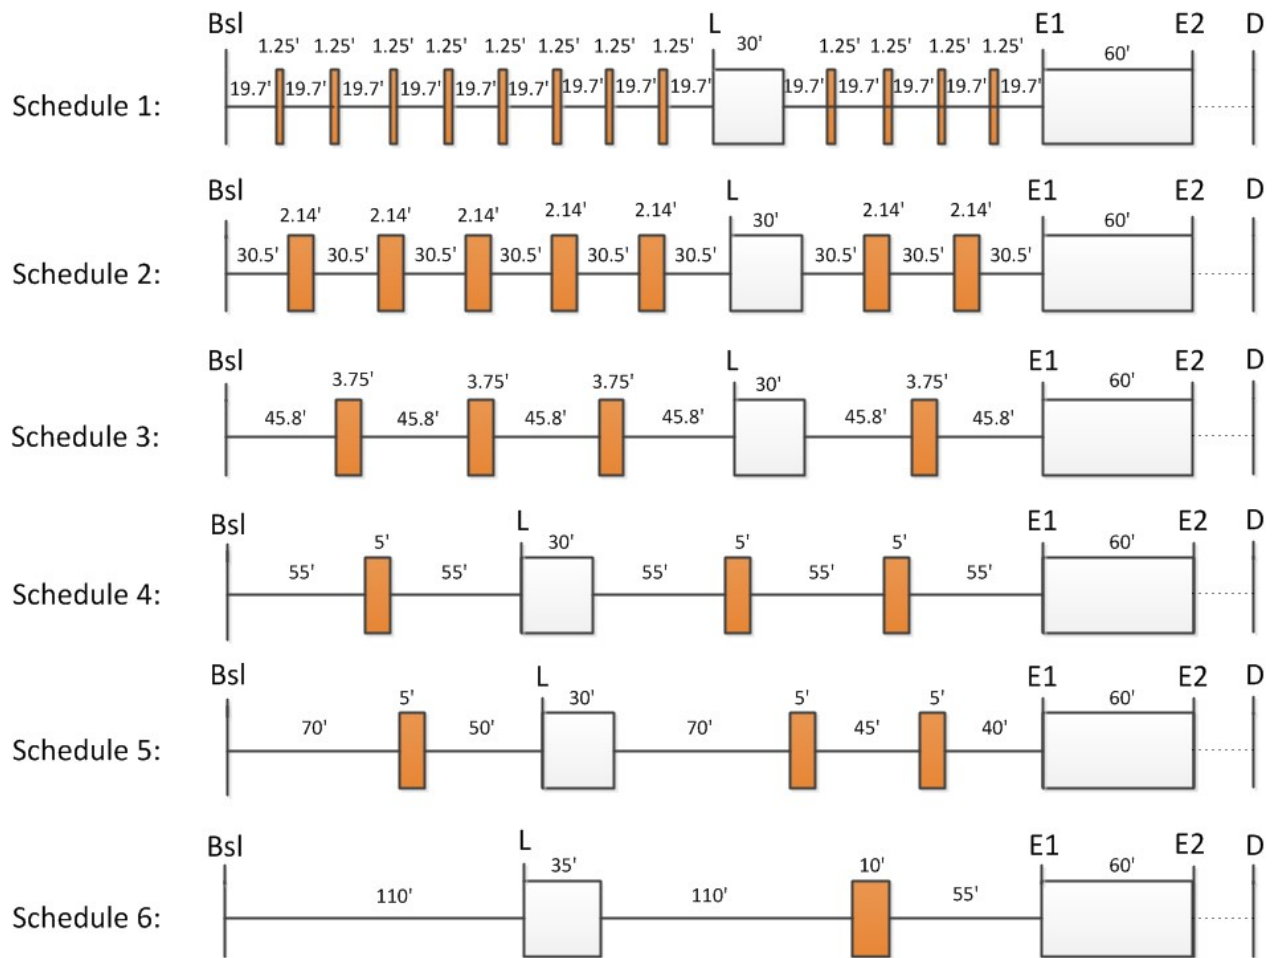 Bsl L E1 E2 D
1.25' 1.25' 1.25' 1.25' 1.25' 1.25' 1.25' 1.25' 30' 1.25' 1.25' 1.25' 1.25' 60'
Schedule 1: 19.7' 19.7' 19.7' 19.7' 19.7' 19.7' 19.7' 19.7' 19.7' 19.7' 19.7' 19.7' 19.7' 19.7'
Bsl L E1 E2 D
2.14' 2.14' 2.14' 2.14' 2.14' 30' 2.14' 2.14' 60'
Schedule 2: 30.5' 30.5' 30.5' 30.5' 30.5' 30.5' 30.5' 30.5' 30.5'
Bsl L E1 E2 D
3.75' 3.75' 3.75' 30' 3.75' 60'
Schedule 3: 45.8' 45.8' 45.8' 45.8' 45.8' 45.8'
Bsl L E1 E2 D
5' 30' 5' 5' 60'
Schedule 4: 55' 55' 55' 55' 55'
Bsl L E1 E2 D
5' 30' 5' 5' 60'
Schedule 5: 70' 50' 70' 45' 40'
Bsl L E1 E2 D
35' 10' 60'
Schedule 6: 110' 110' 55'